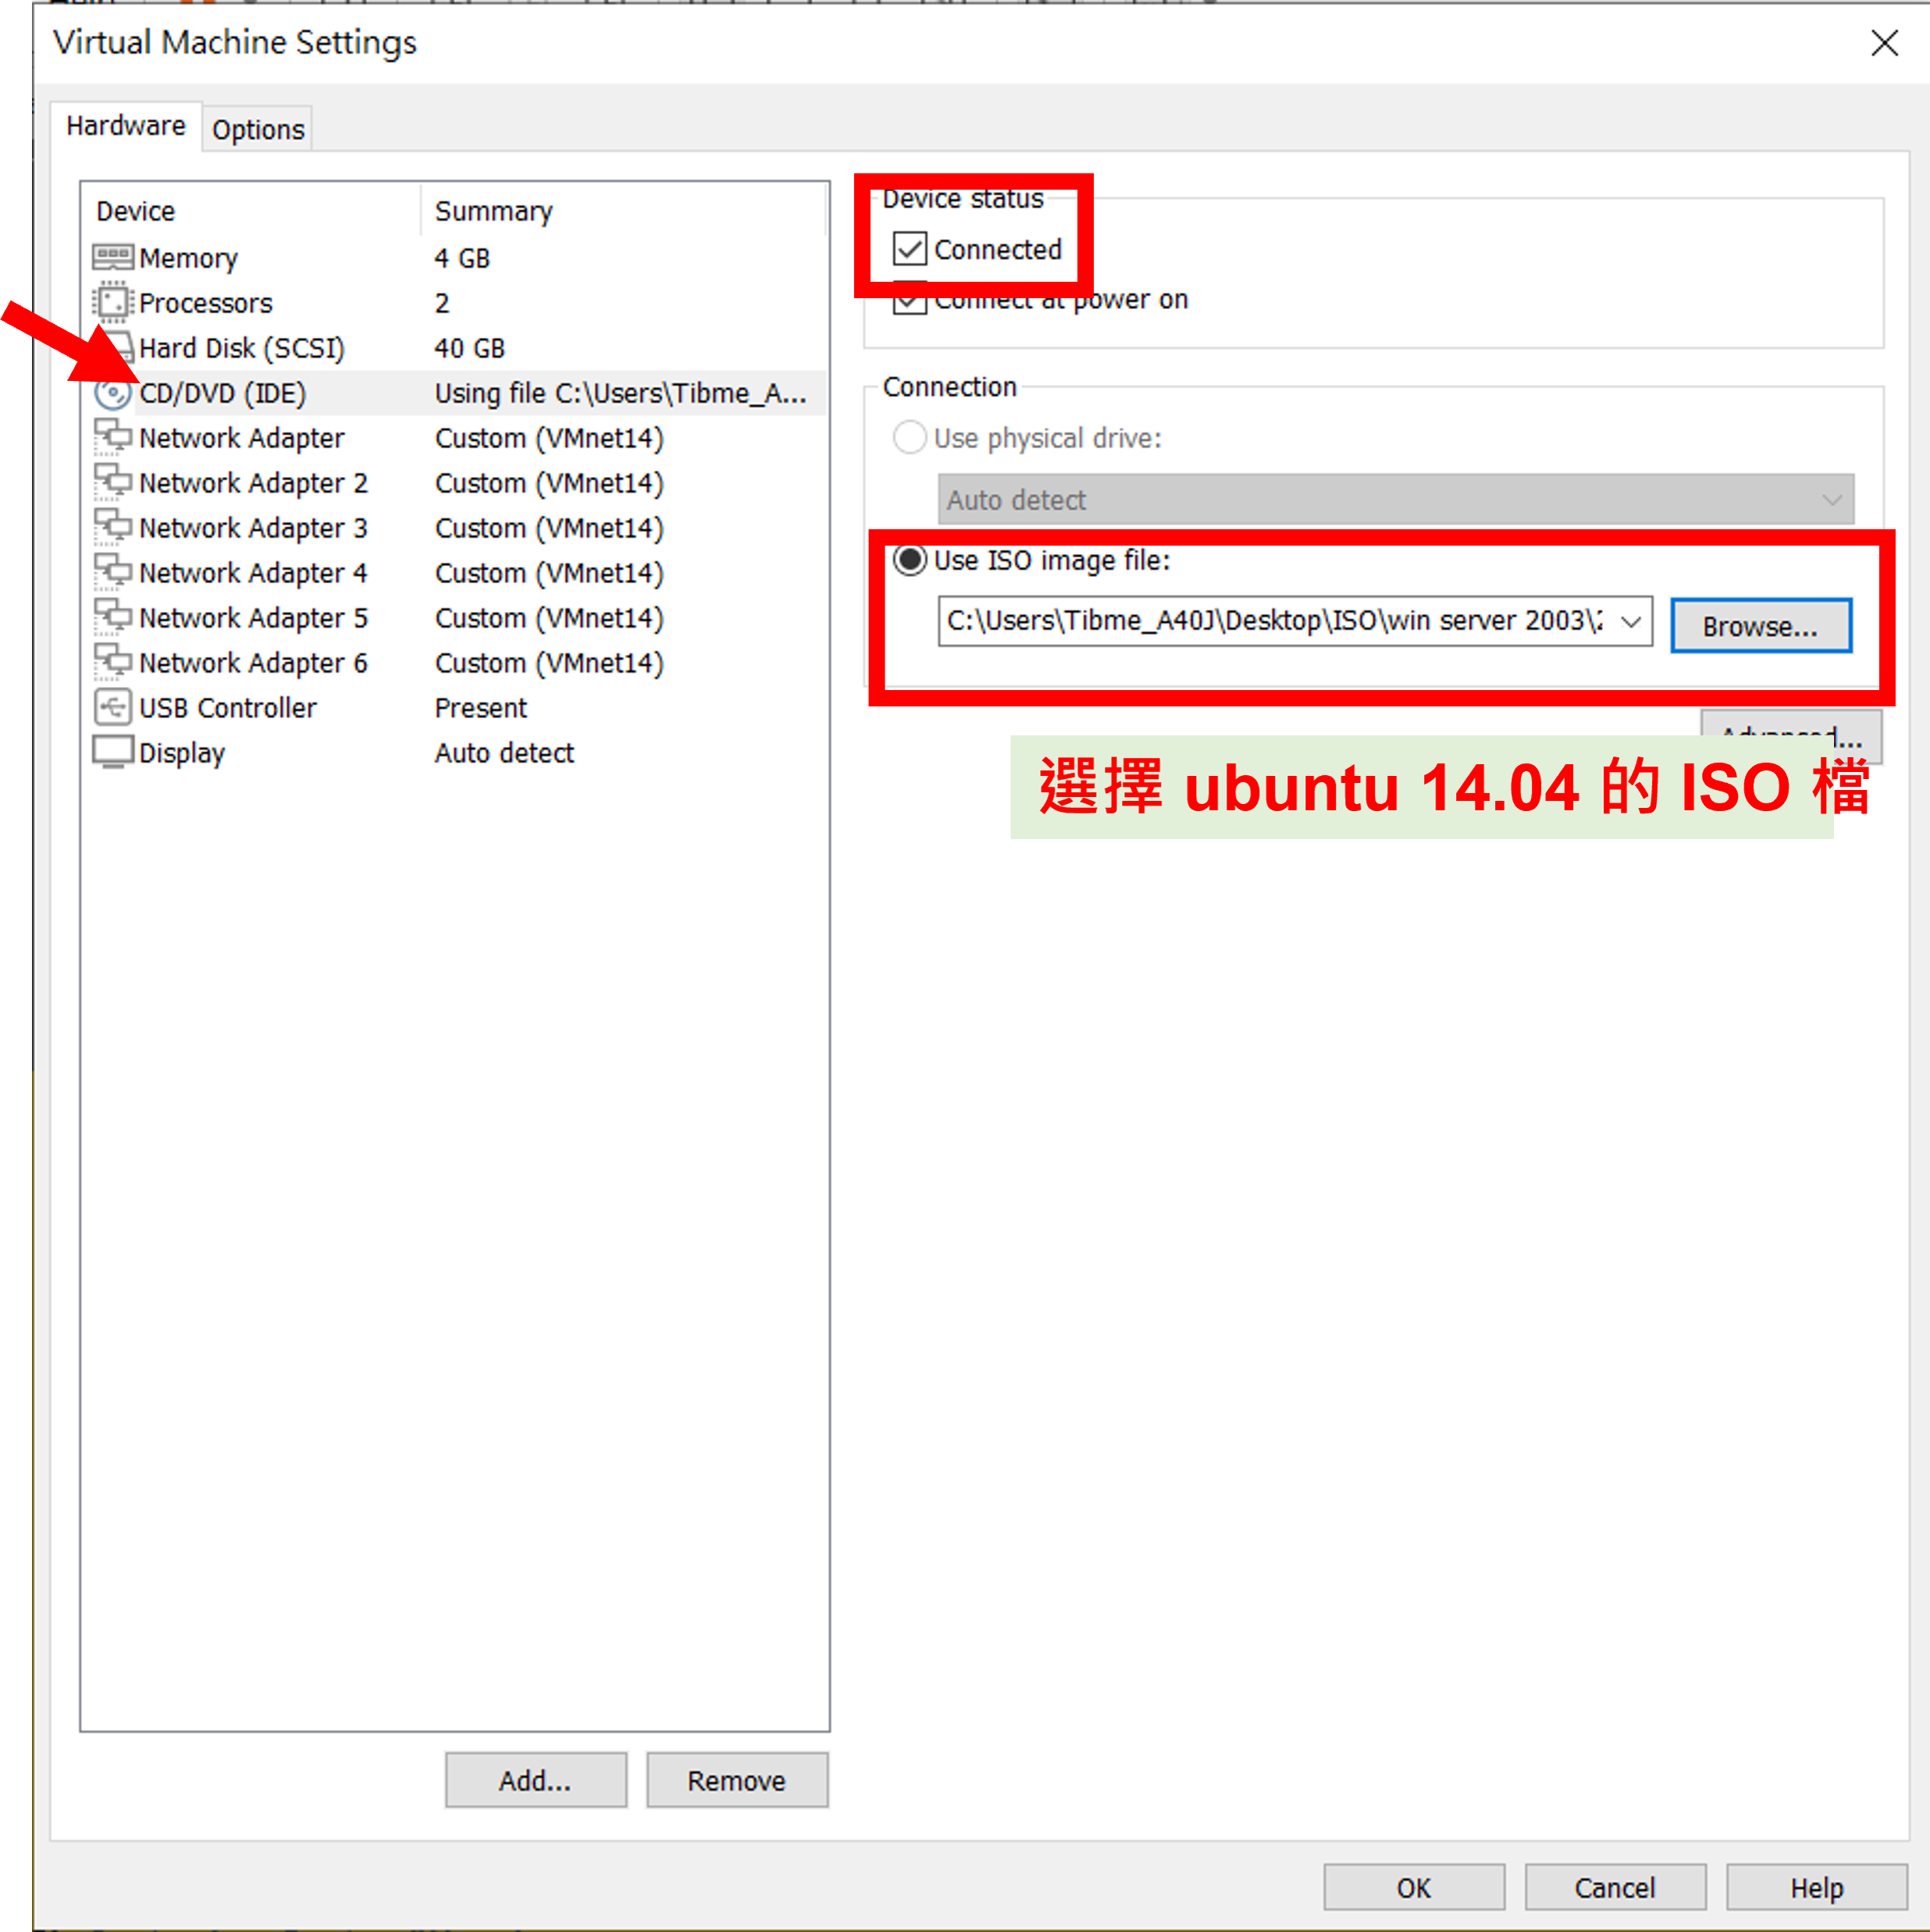 Virtual Machine Settings
Hardware
Options
Device Summary
Memory 4 GB
Processors 2
Hard Disk (SCSI) 40 GB
CD/DVD (IDE) Using file C:\Users\Tibme_A...
Network Adapter Custom (VMnet14)
Network Adapter 2 Custom (VMnet14)
Network Adapter 3 Custom (VMnet14)
Network Adapter 4 Custom (VMnet14)
Network Adapter 5 Custom (VMnet14)
Network Adapter 6 Custom (VMnet14)
USB Controller Present
Display Auto detect
Add... Remove
Device status
Connected
Connect at power on
Connection
Use physical drive:
Auto detect
Use ISO image file:
C:\Users\Tibme_A40J\Desktop\ISO\win server 2003\2 Browse...
Advanced...
選擇 ubuntu 14.04 的 ISO 檔
OK Cancel Help